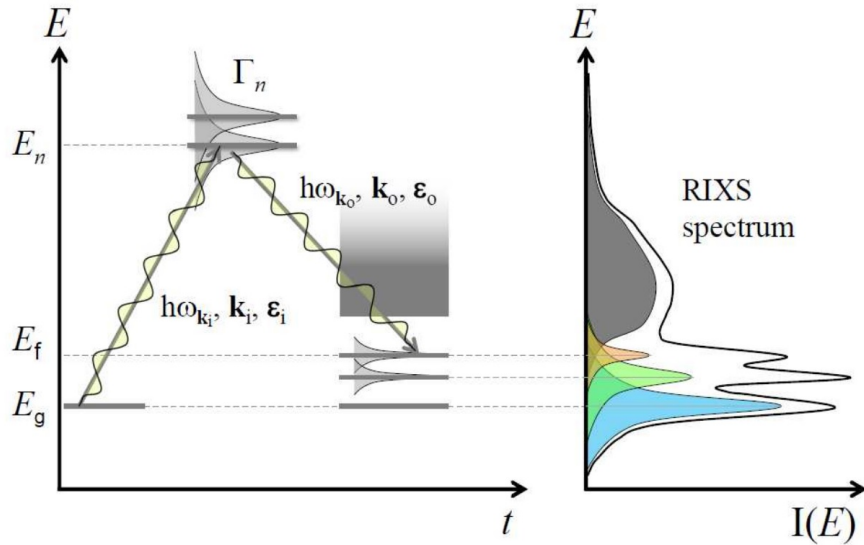 E
Γn
En
hωko, ko, εo
hωki, ki, εi
Ef
Eg
t
E
RIXS
spectrum
I(E)